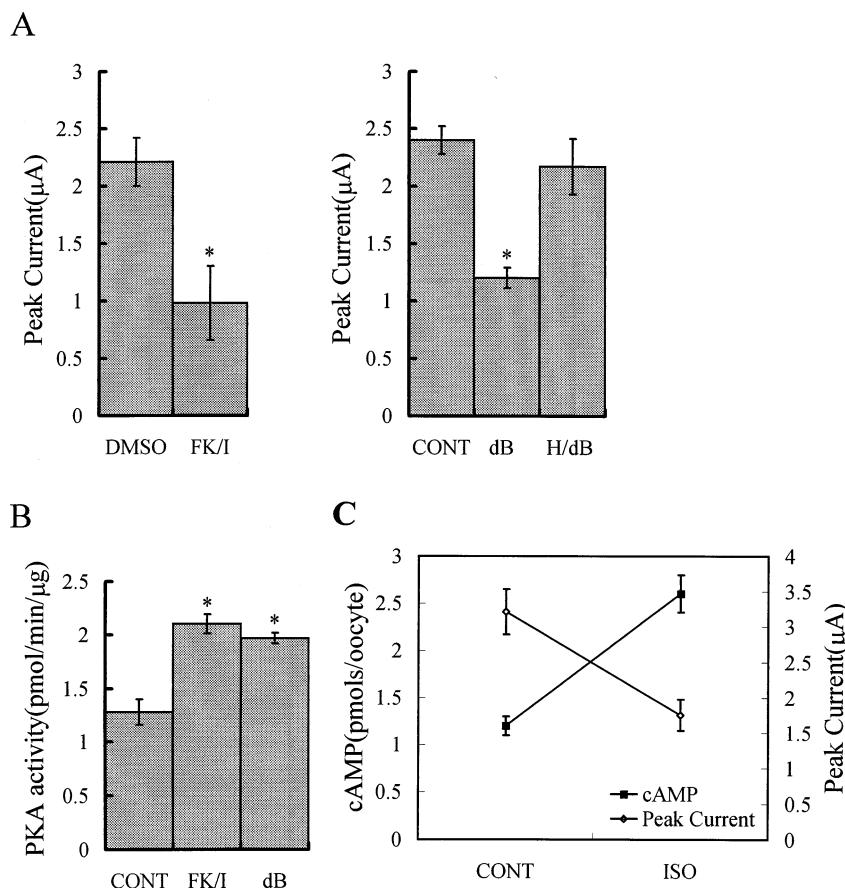 A
3
2.5
2
1.5
1
0.5
0
Peak Current(μA)
*
DMSO FK/I
3
2.5
2
1.5
1
0.5
0
Peak Current(μA)
*
CONT dB H/dB
B
2.5
2
1.5
1
0.5
0
PKA activity(pmol/min/μg)
* *
CONT FK/I dB
C
3
2.5
2
1.5
1
0.5
0
cAMP(pmols/oocyte)
4
3.5
3
2.5
2
1.5
1
0.5
0
Peak Current(μA)
cAMP
Peak Current
CONT ISO